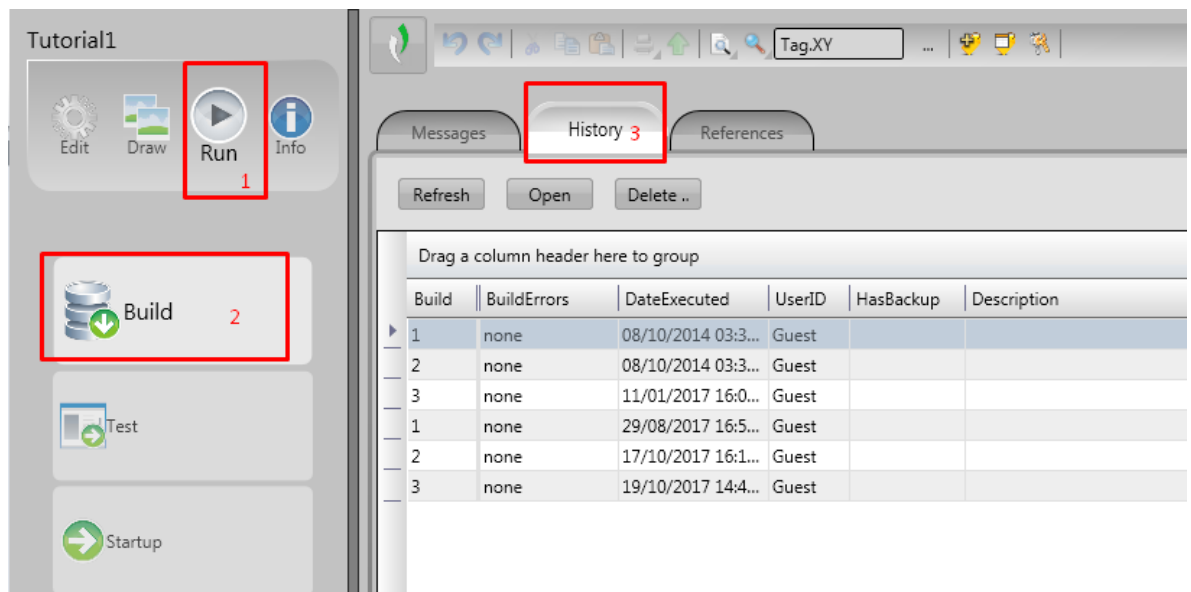 Tutorial1
Edit
Draw
Run
Info
1
Build
2
Test
Startup
Tag.XY
...
Messages
History 3
References
Refresh
Open
Delete ..
Drag a column header here to group
Build BuildErrors DateExecuted UserID HasBackup Description
1 none 08/10/2014 03:3... Guest
2 none 08/10/2014 03:3... Guest
3 none 11/01/2017 16:0... Guest
1 none 29/08/2017 16:5... Guest
2 none 17/10/2017 16:1... Guest
3 none 19/10/2017 14:4... Guest